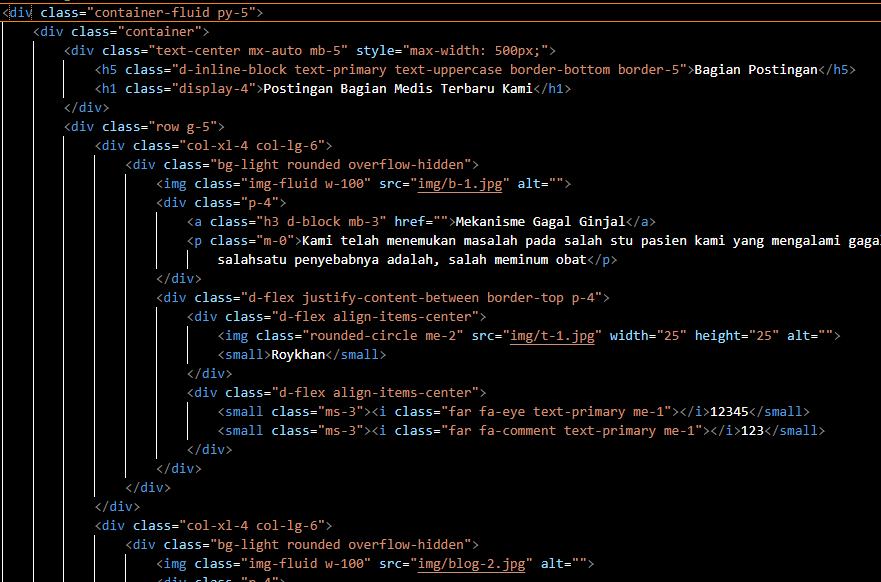 <div class="container-fluid py-5">
<div class="container">
<div class="text-center mx-auto mb-5" style="max-width: 500px;">
<h5 class="d-inline-block text-primary text-uppercase border-bottom border-5">Bagian Postingan</h5>
<h1 class="display-4">Postingan Bagian Medis Terbaru Kami</h1>
</div>
<div class="row g-5">
<div class="col-xl-4 col-lg-6">
<div class="bg-light rounded overflow-hidden">
<img class="img-fluid w-100" src="img/b-1.jpg" alt="">
<div class="p-4">
<a class="h3 d-block mb-3" href="">Mekanisme Gagal Ginjal</a>
<p class="m-0">Kami telah menemukan masalah pada salah stu pasien kami yang mengalami gagal
salahsatu penyebabnya adalah, salah meminum obat</p>
</div>
<div class="d-flex justify-content-between border-top p-4">
<div class="d-flex align-items-center">
<img class="rounded-circle me-2" src="img/t-1.jpg" width="25" height="25" alt="">
<small>Roykhan</small>
</div>
<div class="d-flex align-items-center">
<small class="ms-3"><i class="far fa-eye text-primary me-1"></i>12345</small>
<small class="ms-3"><i class="far fa-comment text-primary me-1"></i>123</small>
</div>
</div>
</div>
</div>
<div class="col-xl-4 col-lg-6">
<div class="bg-light rounded overflow-hidden">
<img class="img-fluid w-100" src="img/blog-2.jpg" alt="">
<div class="p-4">